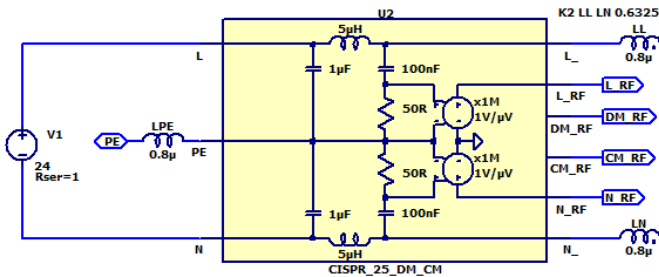 U2
K2 LL LN 0.6325
5µH
LL
L
L_
0.8µ
1µF
100nF
x1M
1V/µV
L_RF
L_RF
50R
V1
LPE
DM_RF
DM_RF
PE
PE
0.8µ
24
Rser=1
x1M
1V/µV
CM_RF
CM_RF
50R
N_RF
N_RF
1µF
100nF
LN
N
N_
0.8µ
5µH
CISPR_25_DM_CM